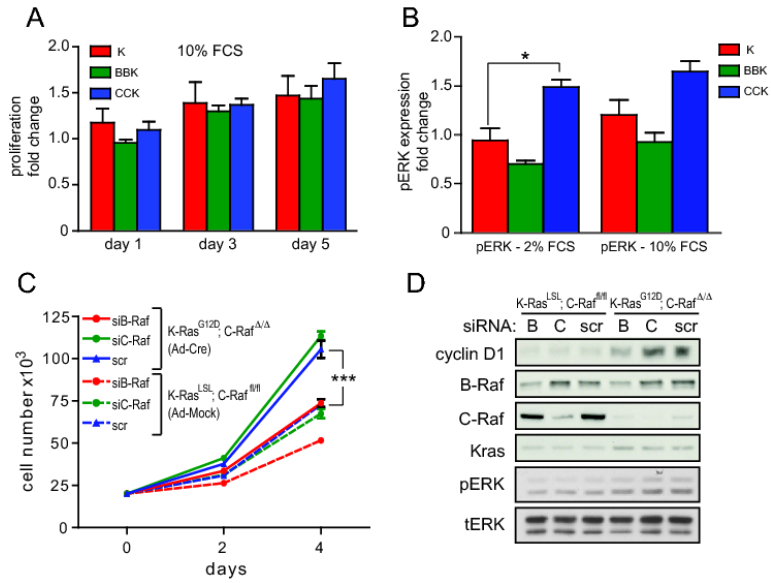 A
10% FCS
K
BBK
CCK
proliferation
fold change
2.0
1.5
1.0
0.5
0
day 1
day 3
day 5
B
*
K
BBK
CCK
pERK expression
fold change
2.0
1.5
1.0
0.5
0
pERK - 2% FCS
pERK - 10% FCS
C
siB-Raf
siC-Raf
scr
K-Ras^G12D; C-Raf^Δ/Δ
(Ad-Cre)
siB-Raf
siC-Raf
scr
K-Ras^LSL; C-Raf^fl/fl
(Ad-Mock)
***
cell number x10³
125
100
75
50
25
0
0
2
4
days
D
K-Ras^LSL; C-Raf^fl/fl K-Ras^G12D; C-Raf^Δ/Δ
siRNA: B C scr B C scr
cyclin D1
B-Raf
C-Raf
Kras
pERK
tERK